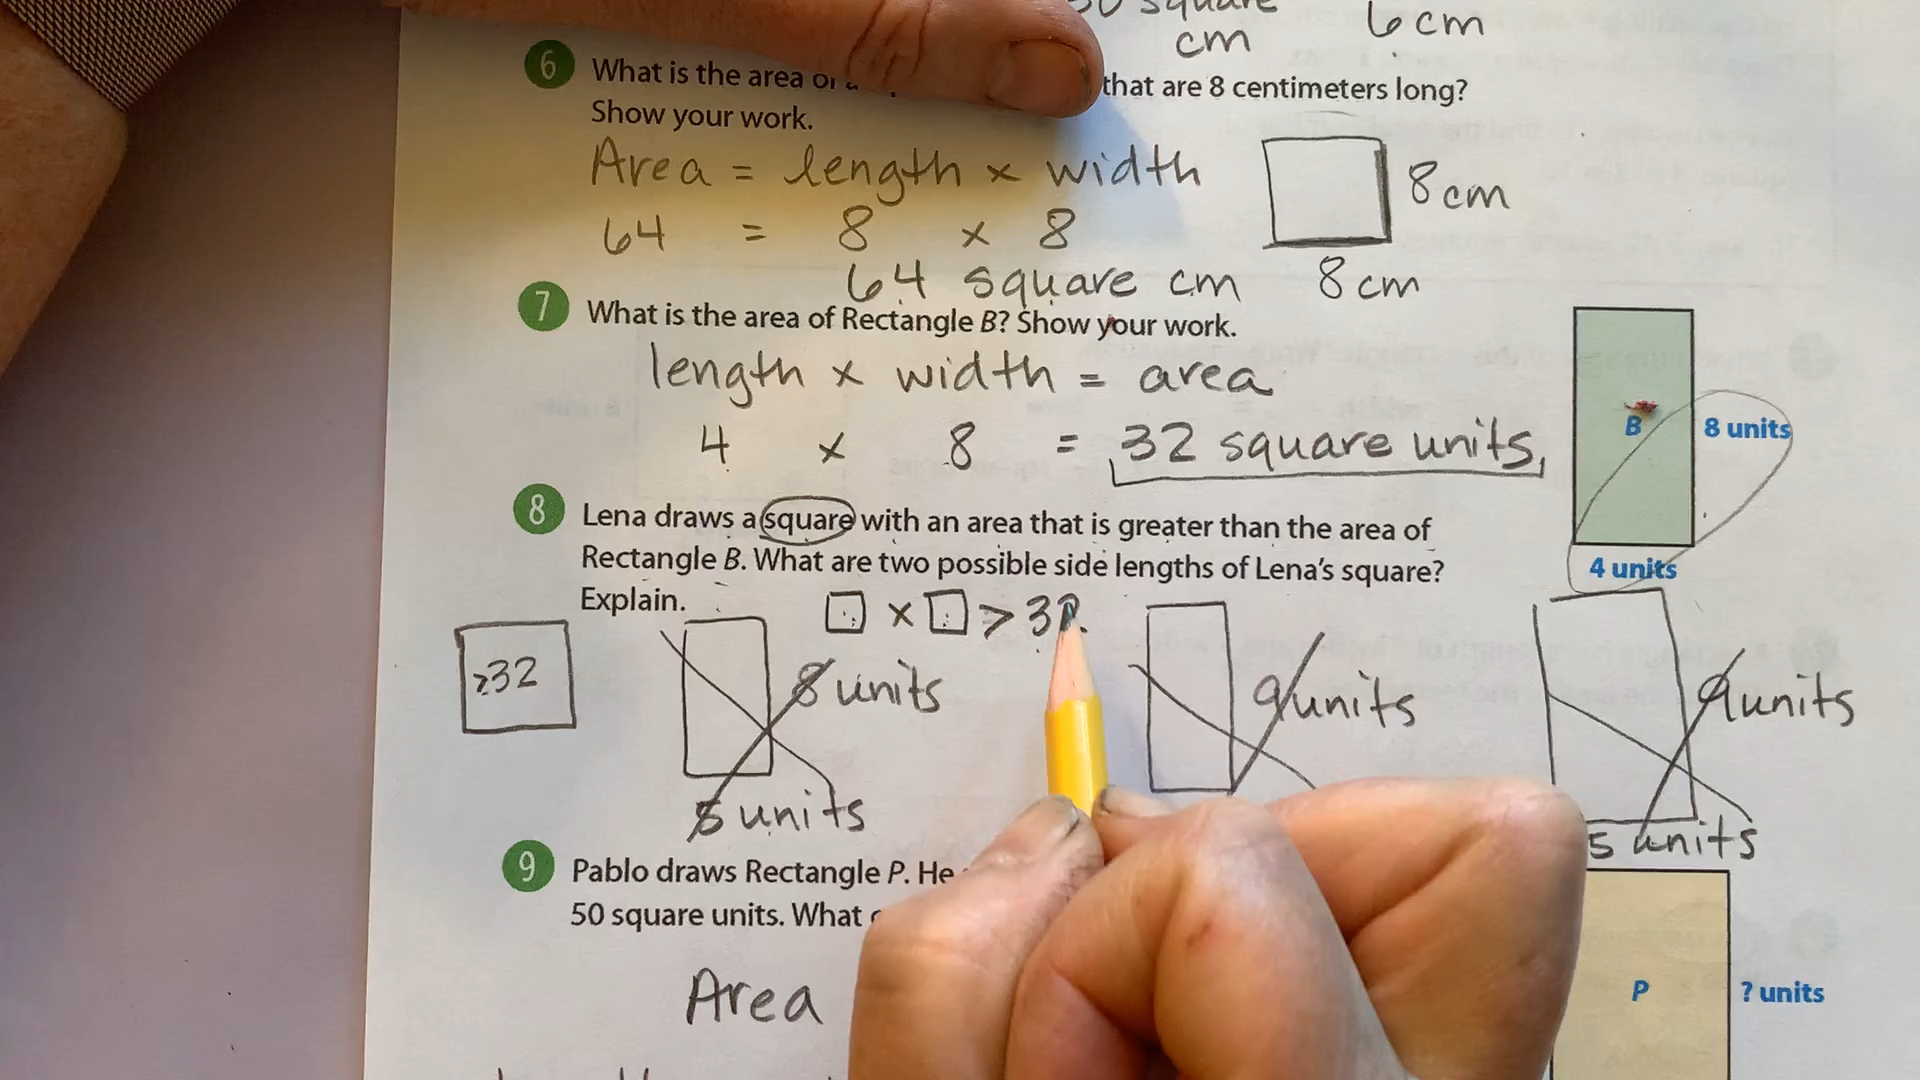 square
cm
6 cm
6 What is the area of that are 8 centimeters long?
Show your work.
Area = length x width
8 cm
64 = 8 x 8
64 square cm
8 cm
7 What is the area of Rectangle B? Show your work.
length x width = area
4 x 8 = 32 square units
B
8 units
4 units
8 Lena draws a square with an area that is greater than the area of
Rectangle B. What are two possible side lengths of Lena's square?
Explain.
□ x □ > 32
>32
8 units
9 units
9 units
5 units
5 units
9 Pablo draws Rectangle P. He
50 square units. What
Area
P
? units